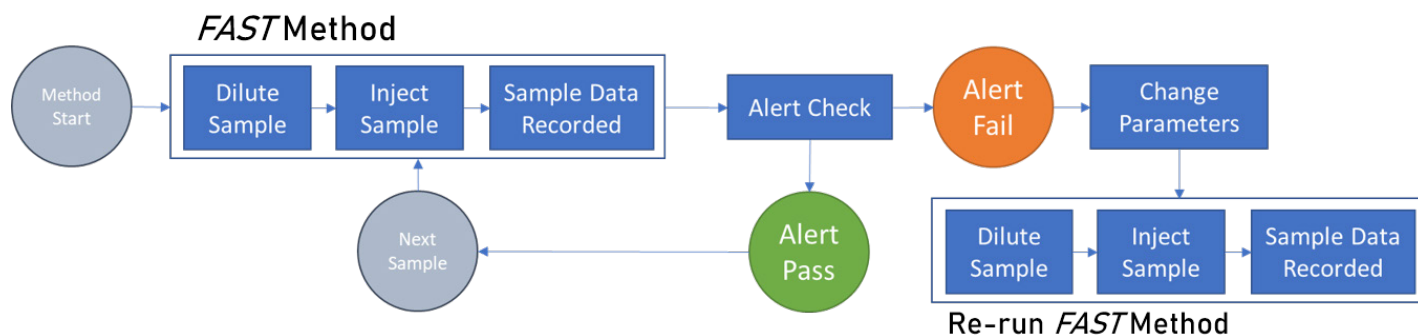 FAST Method
Method
Start
Dilute
Sample
Inject
Sample
Sample Data
Recorded
Alert Check
Alert
Fail
Change
Parameters
Next
Sample
Alert
Pass
Dilute
Sample
Inject
Sample
Sample Data
Recorded
Re-run FAST Method